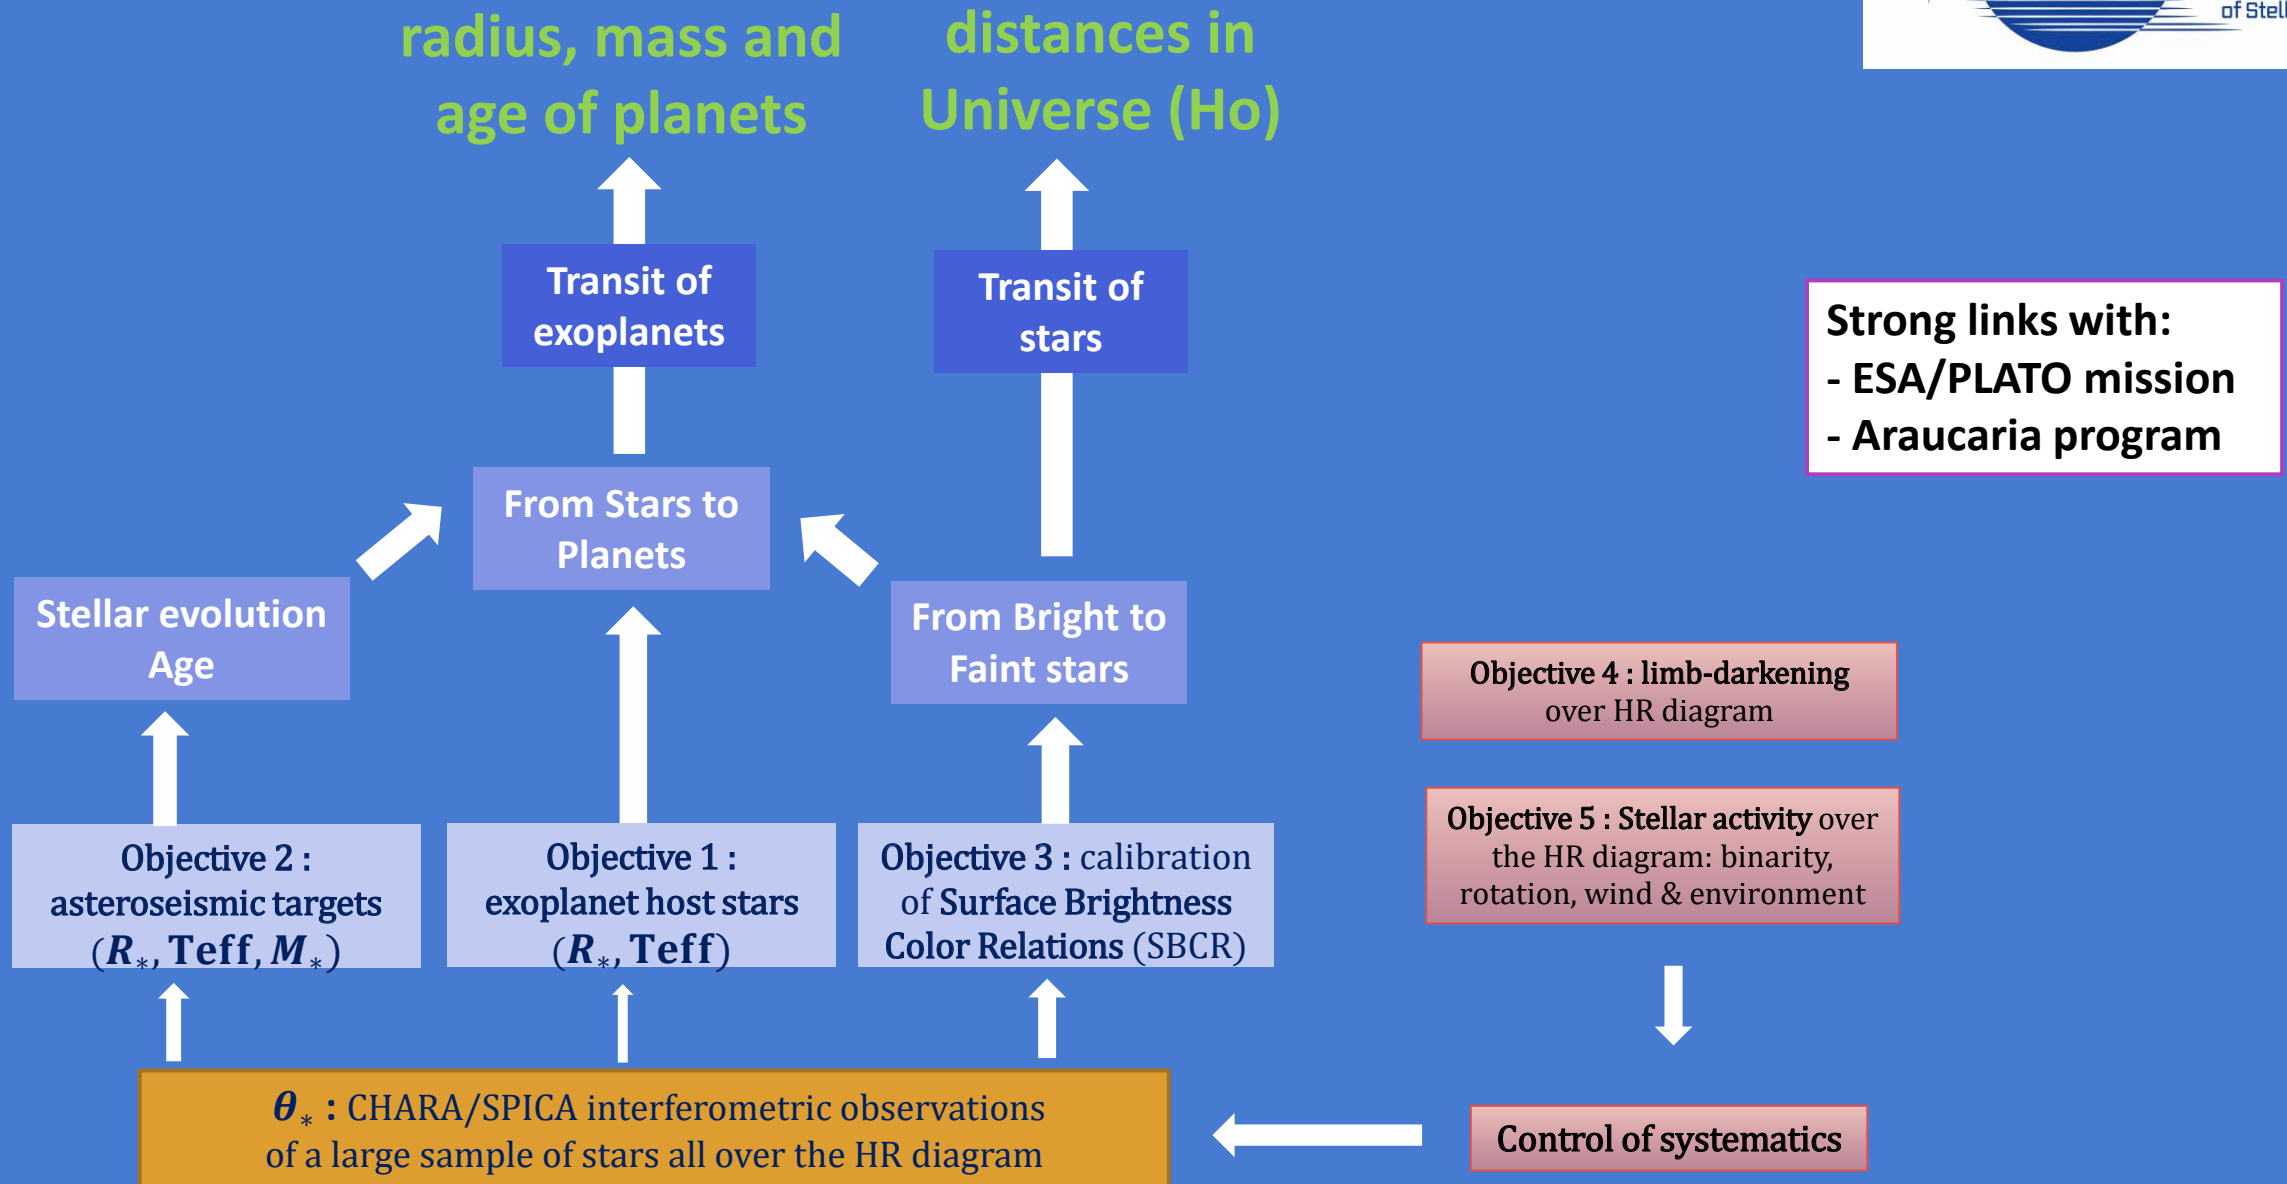 of Stell
radius, mass and
age of planets
distances in
Universe (Ho)
Transit of
exoplanets
Transit of
stars
Strong links with:
- ESA/PLATO mission
- Araucaria program
From Stars to
Planets
Stellar evolution
Age
From Bright to
Faint stars
Objective 4 : limb-darkening
over HR diagram
Objective 5 : Stellar activity over
the HR diagram: binarity,
rotation, wind & environment
Objective 2 :
asteroseismic targets
(R*, Teff, M*)
Objective 1 :
exoplanet host stars
(R*, Teff)
Objective 3 : calibration
of Surface Brightness
Color Relations (SBCR)
θ* : CHARA/SPICA interferometric observations
of a large sample of stars all over the HR diagram
Control of systematics